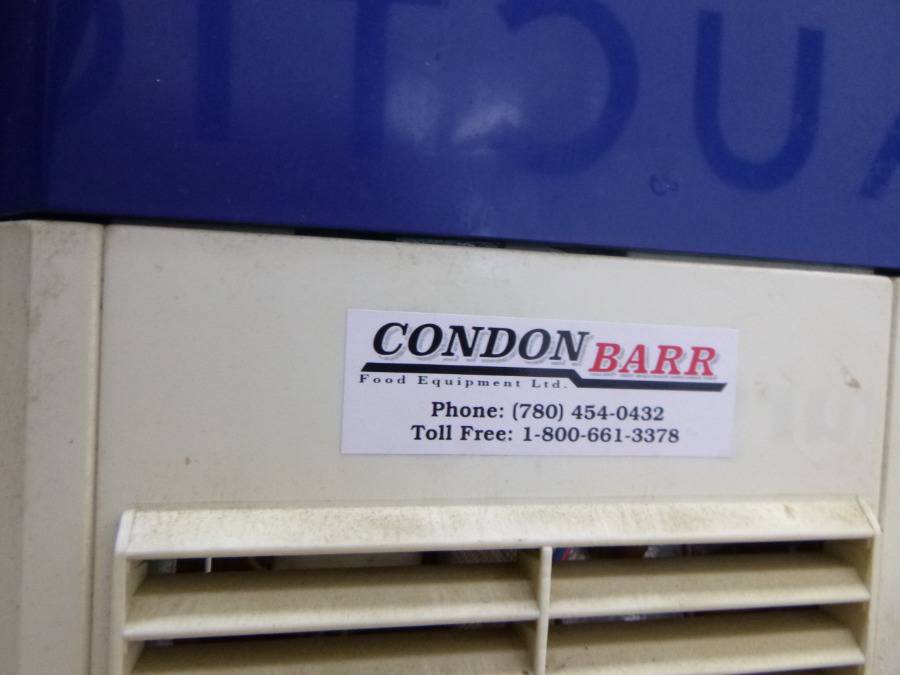 CONDON BARR
Food Equipment Ltd.
Phone: (780) 454-0432
Toll Free: 1-800-661-3378